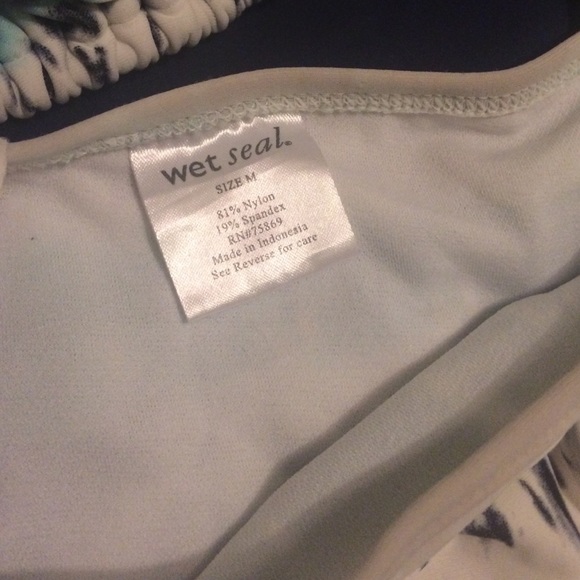 wet seal.
SIZE M
81% Nylon
19% Spandex
RN#75869
Made in Indonesia
See Reverse for care